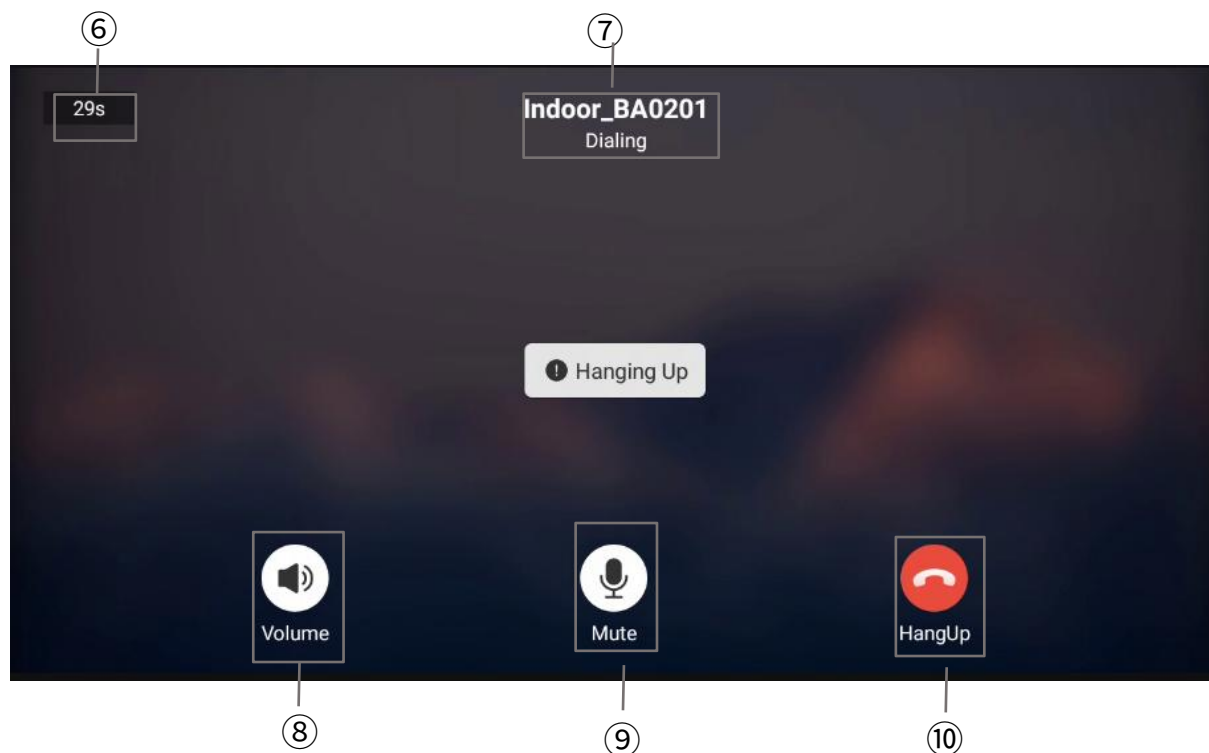 ⑥ ⑦
29s
Indoor_BA0201
Dialing
Hanging Up
Volume Mute HangUp
⑧ ⑨ ⑩